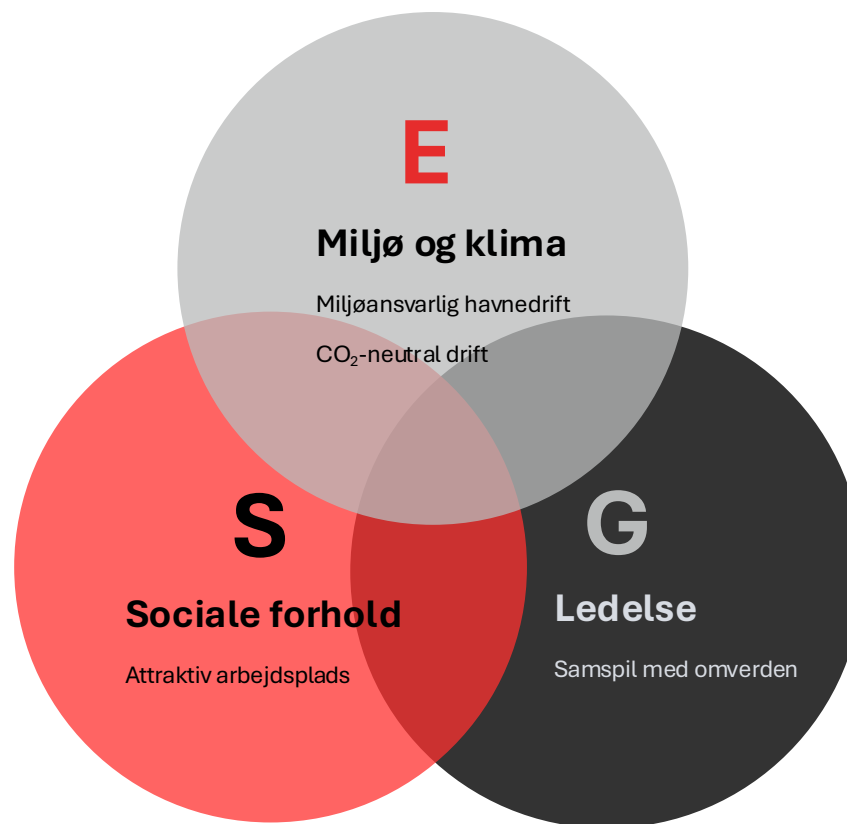 E
Miljø og klima
Miljøansvarlig havnedrift
CO₂-neutral drift
S
Sociale forhold
Attraktiv arbejdsplads
G
Ledelse
Samspil med omverden